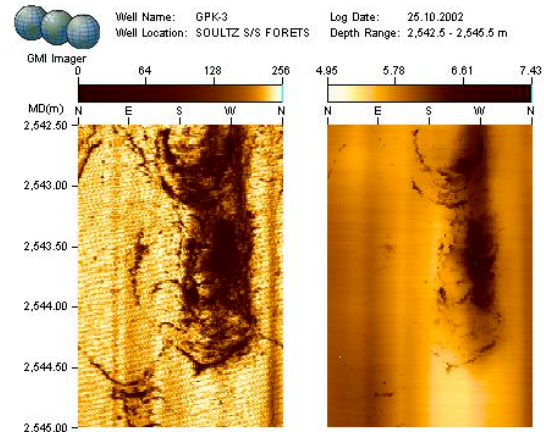 Well Name: GPK-3 Log Date: 25.10.2002
Well Location: SOULTZ S/S FORETS Depth Range: 2,542.5 - 2,545.5 m
GMI Imager
0 64 128 256 4.95 5.78 6.61 7.43
MD(m) N E S W N N E S W N
2,542.50
2,543.00
2,543.50
2,544.00
2,544.50
2,545.00